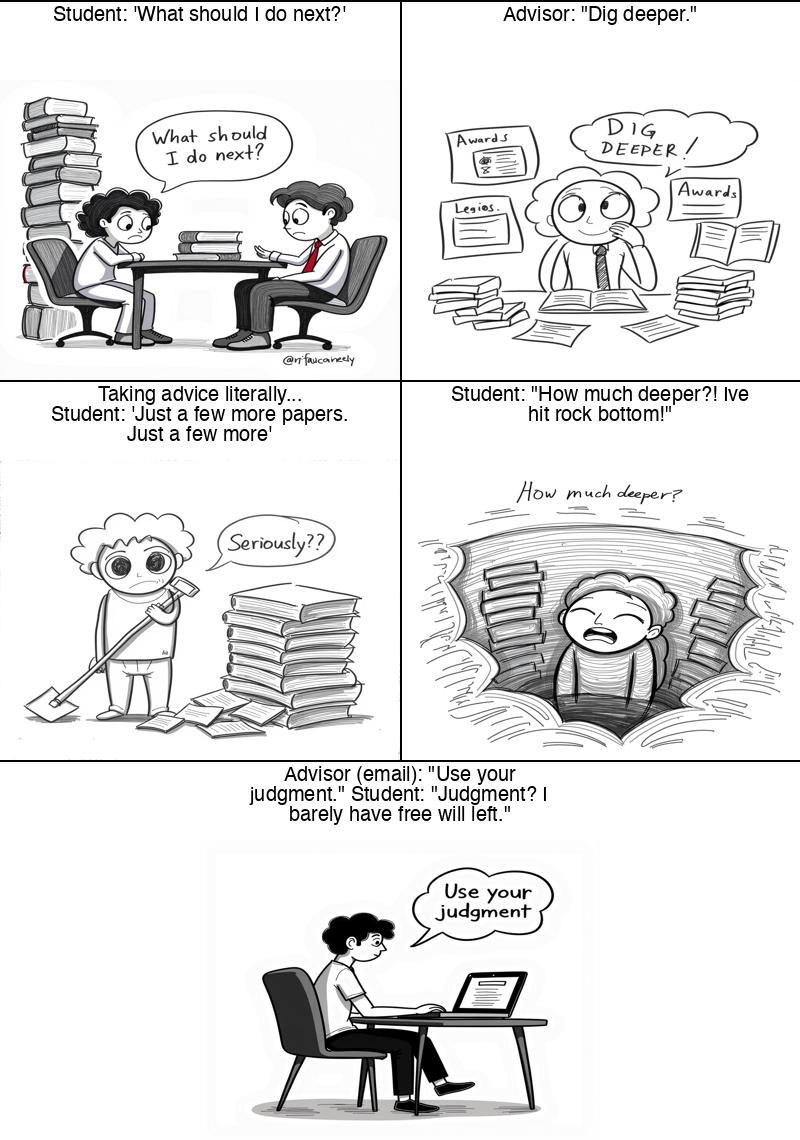 Student: 'What should I do next?'
What should
I do next?
Advisor: "Dig deeper."
DIG
DEEPER!
Awards
Awards
Legios.
Taking advice literally...
Student: 'Just a few more papers.
Just a few more'
Seriously??
Student: "How much deeper?! Ive
hit rock bottom!"
How much deeper?
Advisor (email): "Use your
judgment." Student: "Judgment? I
barely have free will left."
Use your
judgment